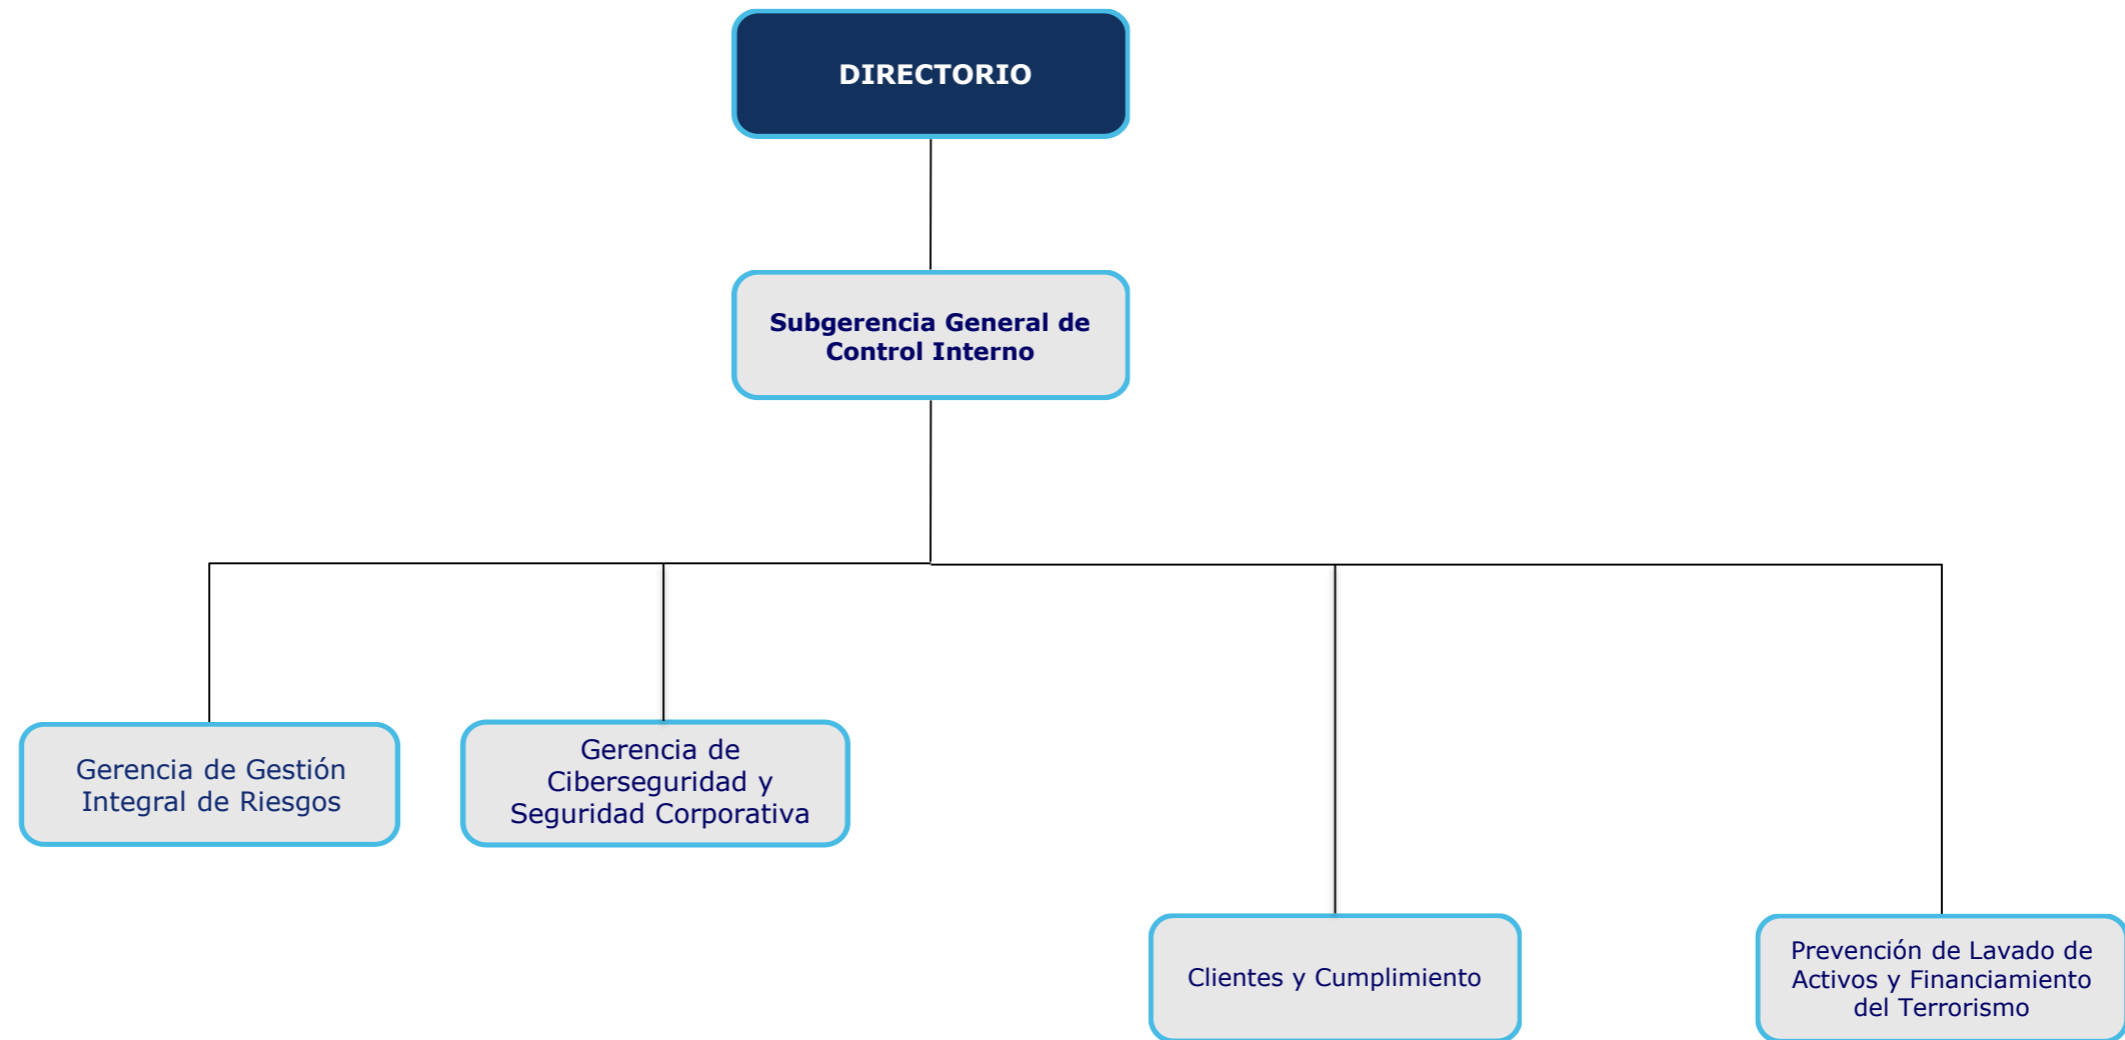 DIRECTORIO
Subgerencia General de
Control Interno
Gerencia de Gestión
Integral de Riesgos
Gerencia de
Ciberseguridad y
Seguridad Corporativa
Clientes y Cumplimiento
Prevención de Lavado de
Activos y Financiamiento
del Terrorismo